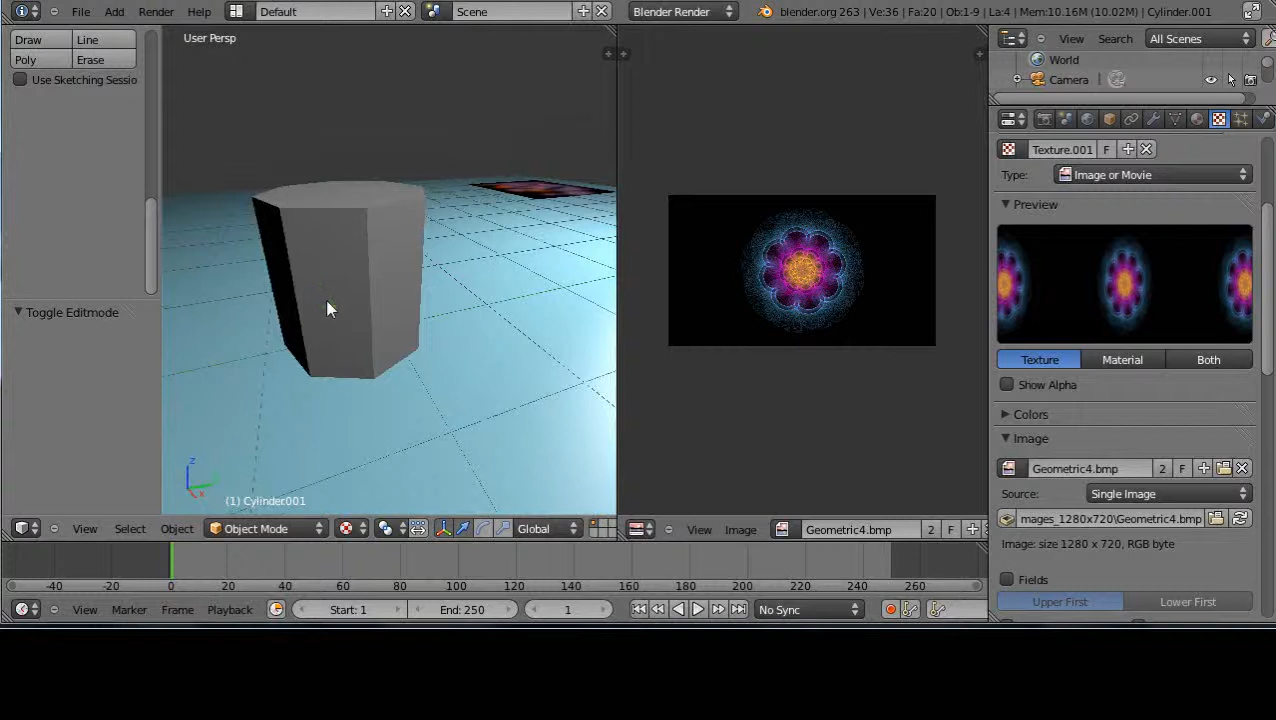 File Add Render Help Default Scene Blender Render blender.org 263 | Ve:36 | Fa:20 | Ob:1-9 | La:4 | Mem:10.16M (10.02M) | Cylinder.001
Draw Line
Poly Erase
Use Sketching Sessio
Toggle Editmode
User Persp
z
x
(1) Cylinder.001
View Select Object Object Mode Global
View Image Geometric4.bmp 2 F
View Search All Scenes
World
Camera
Texture.001 F
Type: Image or Movie
Preview
Texture Material Both
Show Alpha
Colors
Image
Geometric4.bmp 2 F
Source: Single Image
mages_1280x720\Geometric4.bmp
Image: size 1280 x 720, RGB byte
Fields
Upper First Lower First
-40 -20 0 20 40 60 80 100 120 140 160 180 200 220 240 260
View Marker Frame Playback Start: 1 End: 250 1 No Sync